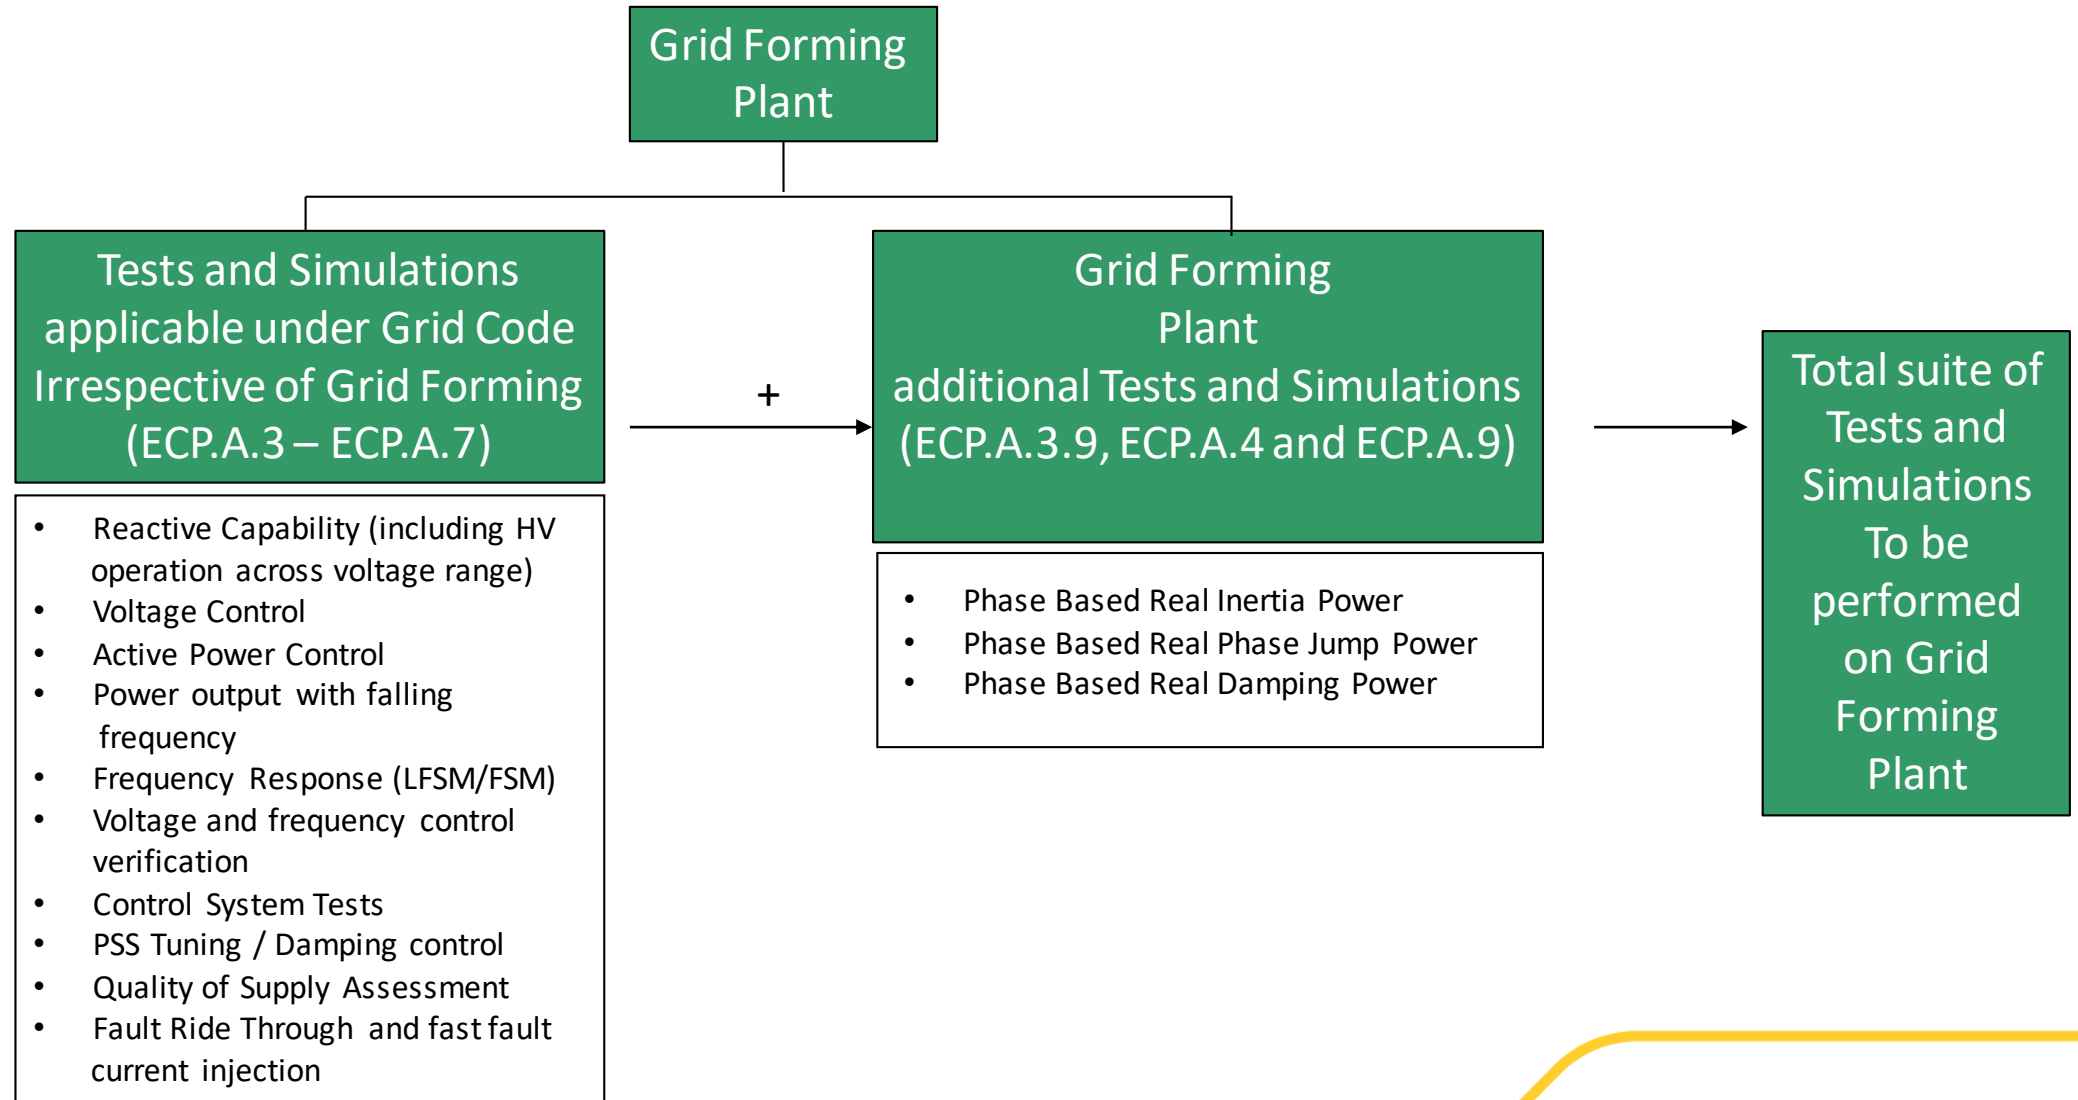 Grid Forming
Plant
Tests and Simulations
applicable under Grid Code
Irrespective of Grid Forming
(ECP.A.3 – ECP.A.7)
• Reactive Capability (including HV
operation across voltage range)
• Voltage Control
• Active Power Control
• Power output with falling
frequency
• Frequency Response (LFSM/FSM)
• Voltage and frequency control
verification
• Control System Tests
• PSS Tuning / Damping control
• Quality of Supply Assessment
• Fault Ride Through and fast fault
current injection
+
Grid Forming
Plant
additional Tests and Simulations
(ECP.A.3.9, ECP.A.4 and ECP.A.9)
• Phase Based Real Inertia Power
• Phase Based Real Phase Jump Power
• Phase Based Real Damping Power
Total suite of
Tests and
Simulations
To be
performed
on Grid
Forming
Plant